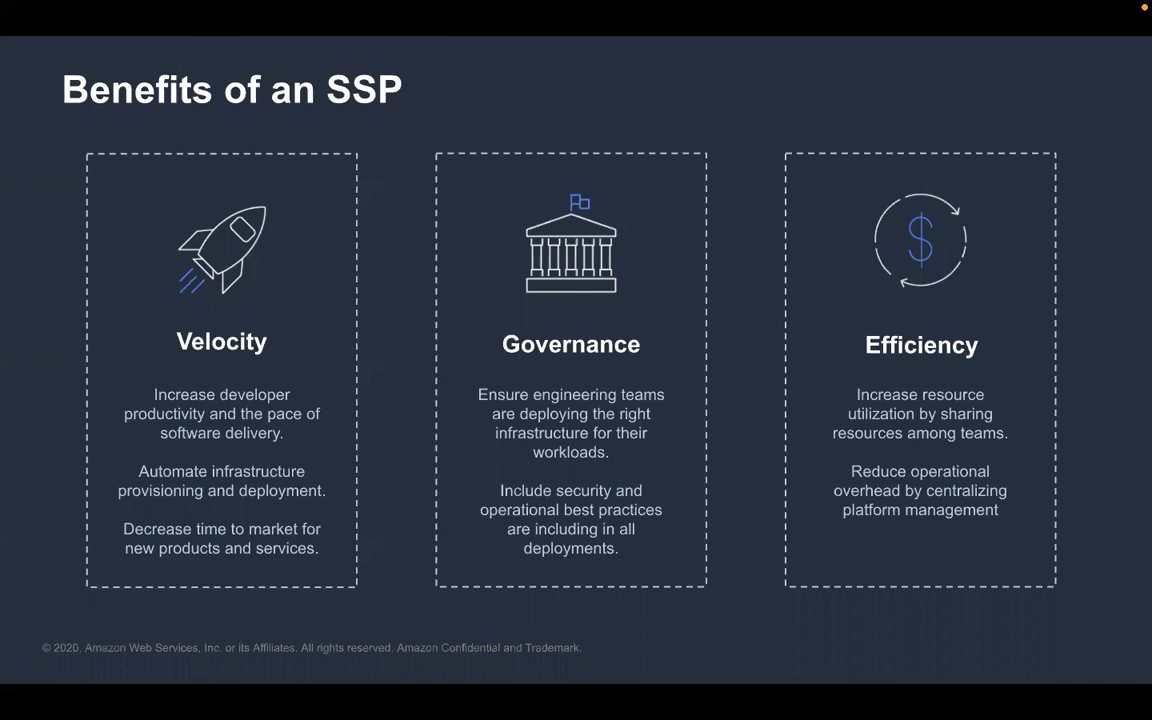 Benefits of an SSP
Velocity
Increase developer
productivity and the pace of
software delivery.
Automate infrastructure
provisioning and deployment.
Decrease time to market for
new products and services.
Governance
Ensure engineering teams
are deploying the right
infrastructure for their
workloads.
Include security and
operational best practices
are including in all
deployments.
Efficiency
Increase resource
utilization by sharing
resources among teams.
Reduce operational
overhead by centralizing
platform management
© 2020, Amazon Web Services, Inc. or its Affiliates. All rights reserved. Amazon Confidential and Trademark.